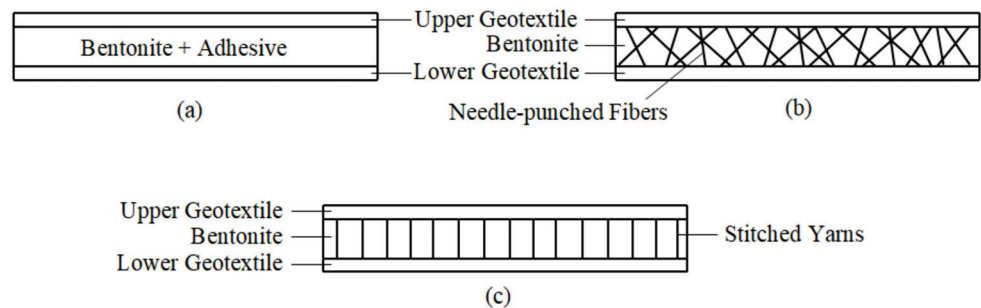 Bentonite + Adhesive
(a)
Upper Geotextile
Bentonite
Lower Geotextile
Needle-punched Fibers
(b)
Upper Geotextile
Bentonite
Lower Geotextile
Stitched Yarns
(c)